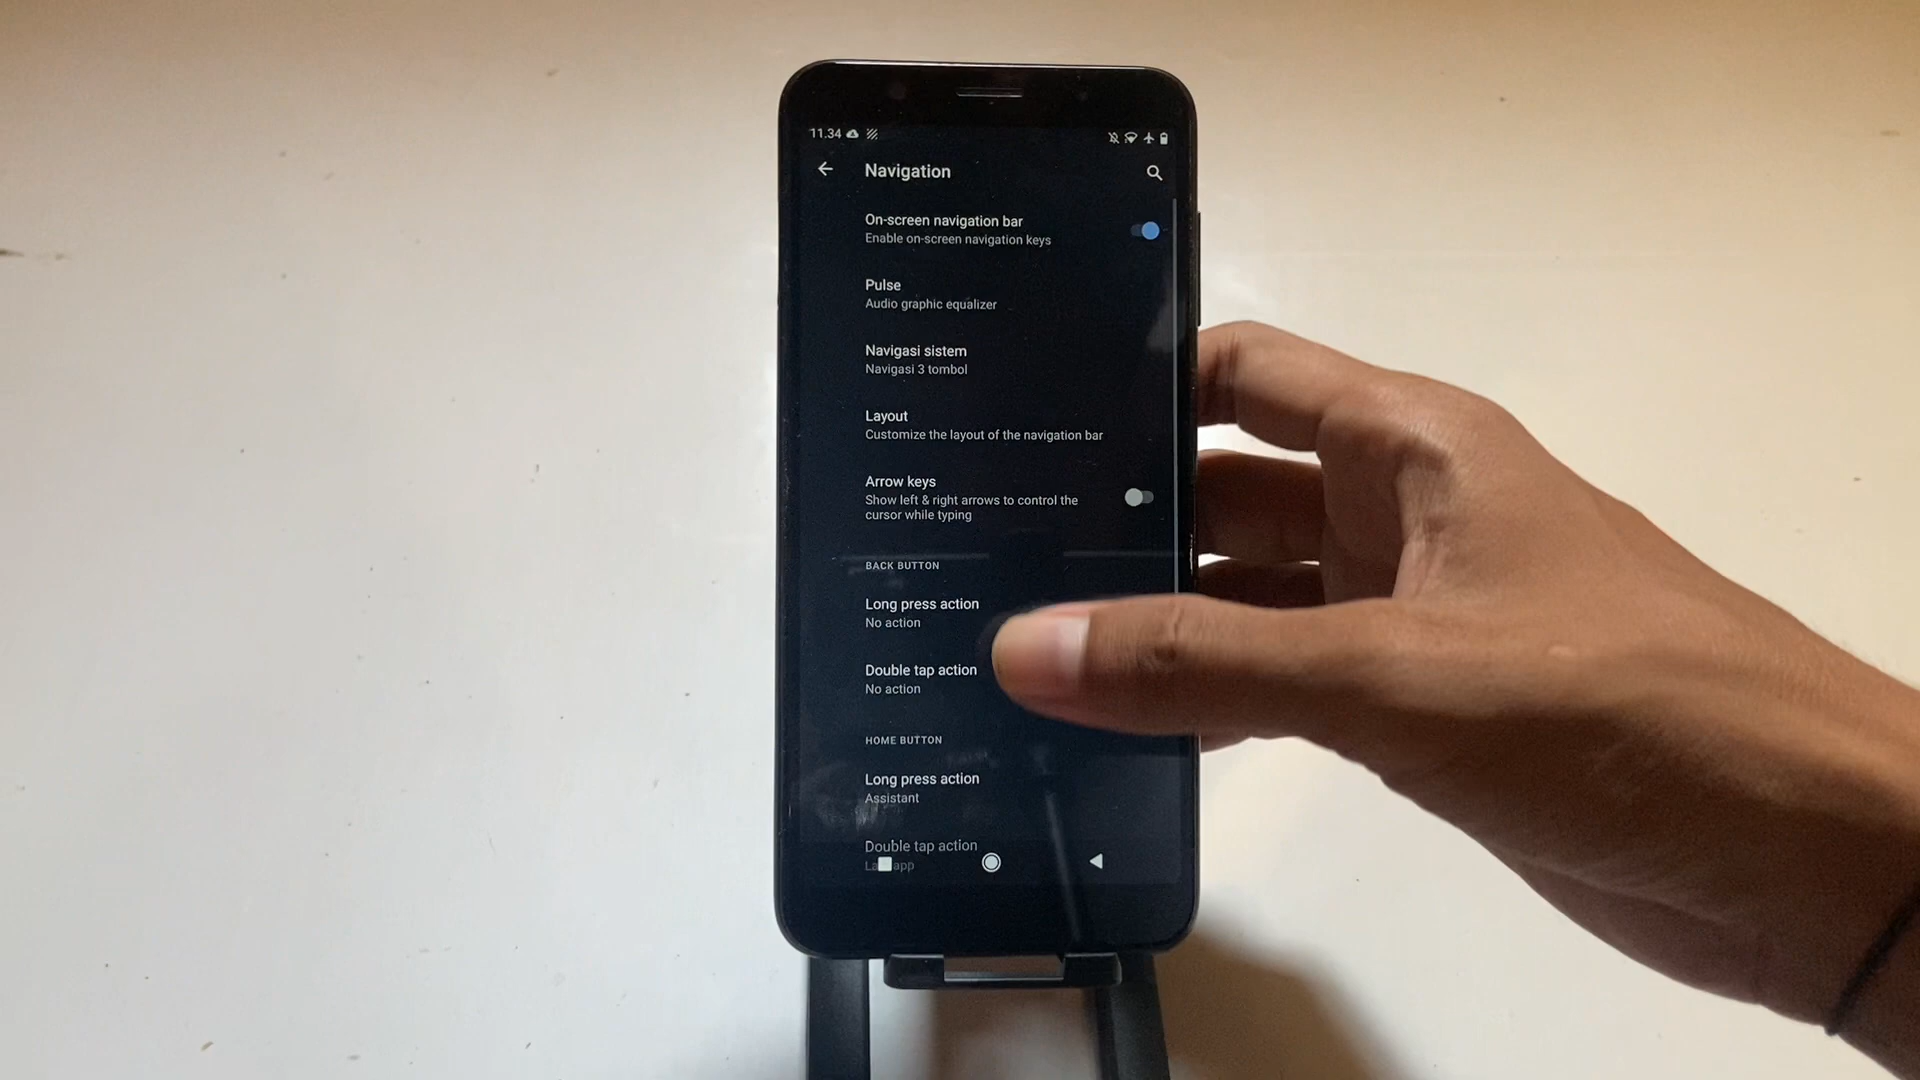 11.34
Navigation
On-screen navigation bar
Enable on-screen navigation keys
Pulse
Audio graphic equalizer
Navigasi sistem
Navigasi 3 tombol
Layout
Customize the layout of the navigation bar
Arrow keys
Show left & right arrows to control the
cursor while typing
BACK BUTTON
Long press action
No action
Double tap action
No action
HOME BUTTON
Long press action
Assistant
Double tap action
app